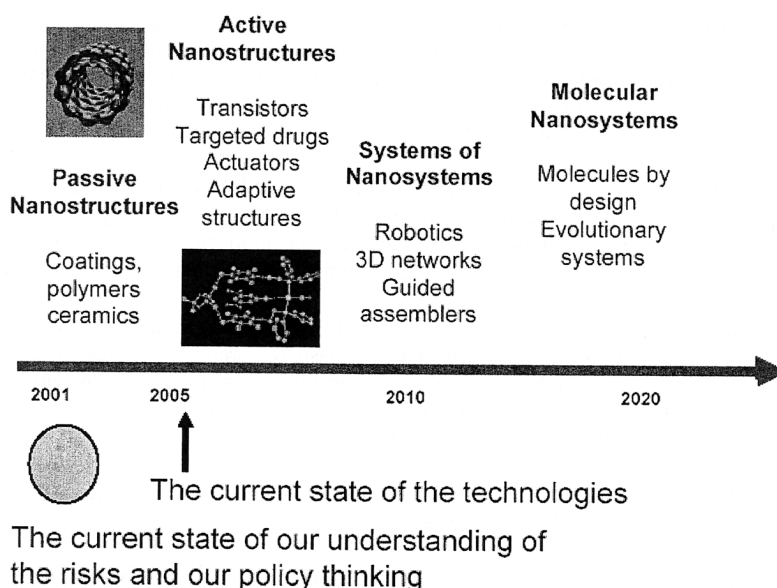 Passive
Nanostructures
Coatings,
polymers
ceramics
Active
Nanostructures
Transistors
Targeted drugs
Actuators
Adaptive
structures
Systems of
Nanosystems
Robotics
3D networks
Guided
assemblers
Molecular
Nanosystems
Molecules by
design
Evolutionary
systems
2001
2005
2010
2020
The current state of the technologies
The current state of our understanding of
the risks and our policy thinking